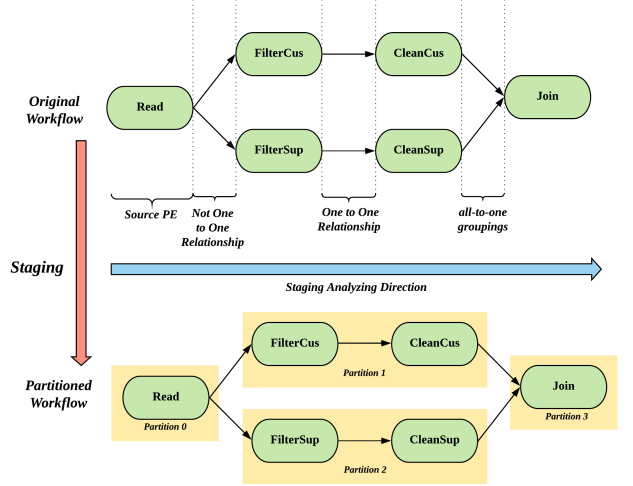 FilterCus
CleanCus
Original
Workflow
Read
Join
FilterSup
CleanSup
Source PE
Not One
to One
Relationship
One to One
Relationship
all-to-one
groupings
Staging
Staging Analyzing Direction
FilterCus
CleanCus
Partition 1
Partitioned
Workflow
Read
Partition 0
Join
Partition 3
FilterSup
CleanSup
Partition 2